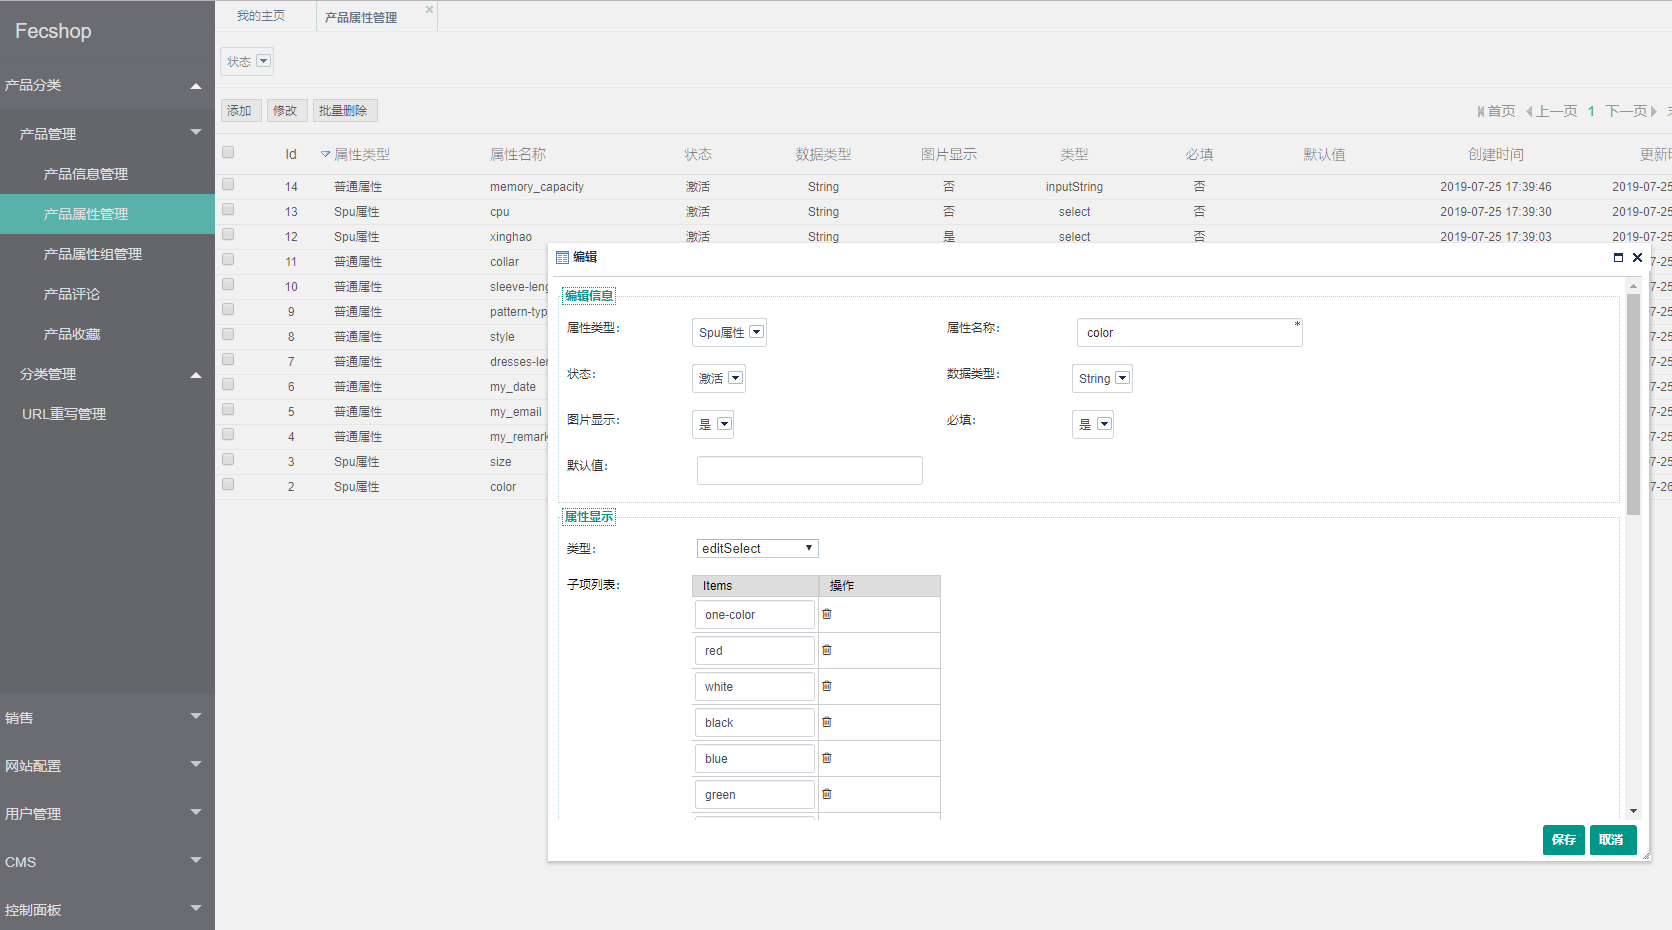 Fecshop
产品分类
产品管理
产品信息管理
产品属性管理
产品属性组管理
产品评论
产品收藏
分类管理
URL重写管理
销售
网站配置
用户管理
CMS
控制面板
我的主页 产品属性管理
状态
添加 修改 批量删除 首页 上一页 1 下一页
Id 属性类型 属性名称 状态 数据类型 图片显示 类型 必填 默认值 创建时间 更新时
14 普通属性 memory_capacity 激活 String 否 inputString 否 2019-07-25 17:39:46 2019-07-25
13 Spu属性 cpu 激活 String 否 select 否 2019-07-25 17:39:30 2019-07-25
12 Spu属性 xinghao 激活 String 是 select 否 2019-07-25 17:39:03 2019-07-25
11 普通属性 collar 7-25
10 普通属性 sleeve-leng 7-25
9 普通属性 pattern-typ 7-25
8 普通属性 style 7-25
7 普通属性 dresses-ler 7-25
6 普通属性 my_date 7-25
5 普通属性 my_email 7-25
4 普通属性 my_remark 7-25
3 Spu属性 size 7-25
2 Spu属性 color 7-26
编辑
编辑信息
属性类型: Spu属性 属性名称: color *
状态: 激活 数据类型: String
图片显示: 是 必填: 是
默认值:
属性显示
类型: editSelect
子项列表: Items 操作
one-color
red
white
black
blue
green
保存 取消